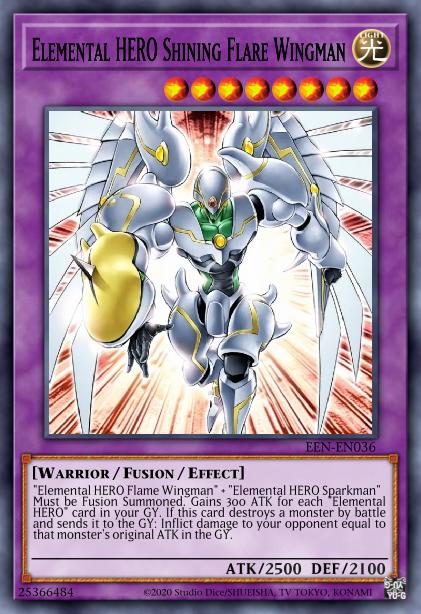 ELEMENTAL HERO SHINING FLARE WINGMAN
LIGHT
光
EEN-EN036
[WARRIOR / FUSION / EFFECT]
"Elemental HERO Flame Wingman" + "Elemental HERO Sparkman"
Must be Fusion Summoned. Gains 300 ATK for each "Elemental
HERO" card in your GY. If this card destroys a monster by battle
and sends it to the GY: Inflict damage to your opponent equal to
that monster's original ATK in the GY.
ATK/2500 DEF/2100
25366484
©2020 Studio Dice/SHUEISHA, TV TOKYO, KONAMI